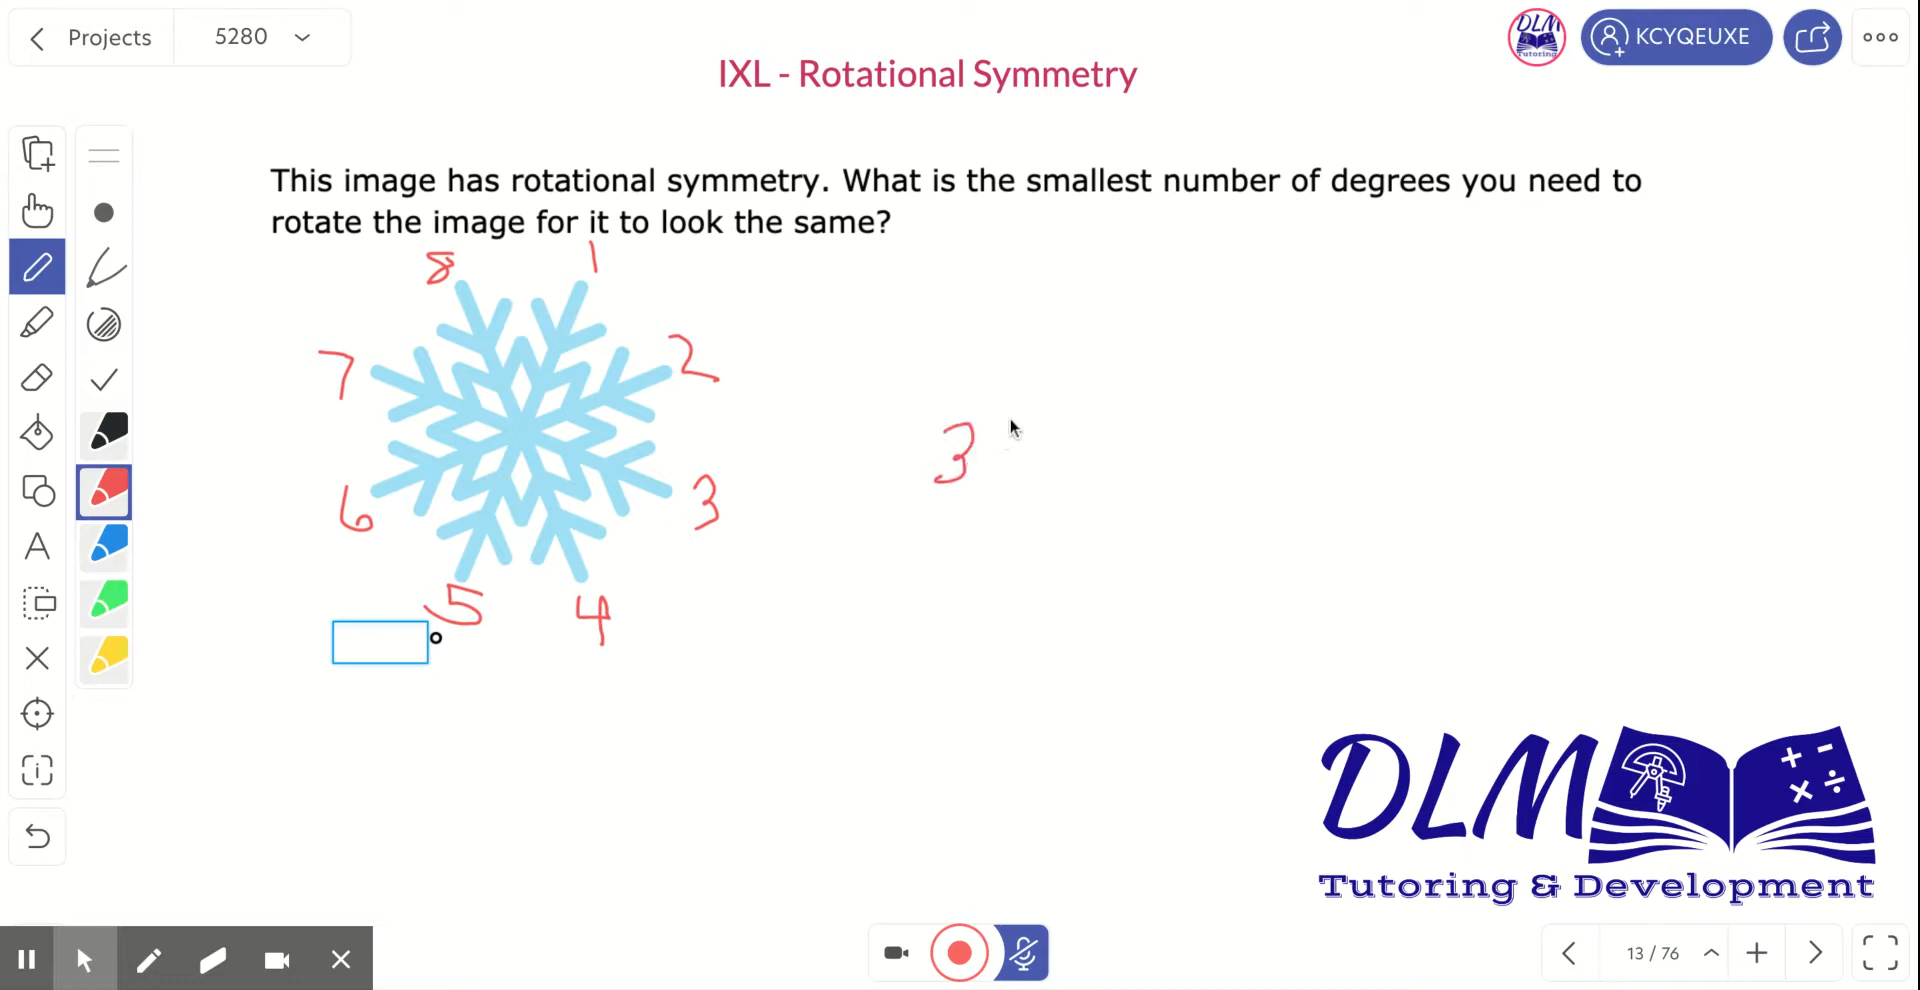 Projects
5280
DLM
Tutoring
KCYQEUXE
IXL - Rotational Symmetry
This image has rotational symmetry. What is the smallest number of degrees you need to
rotate the image for it to look the same?
8
1
7
2
3
6
3
5
4
°
A
DLM
Tutoring & Development
13 / 76